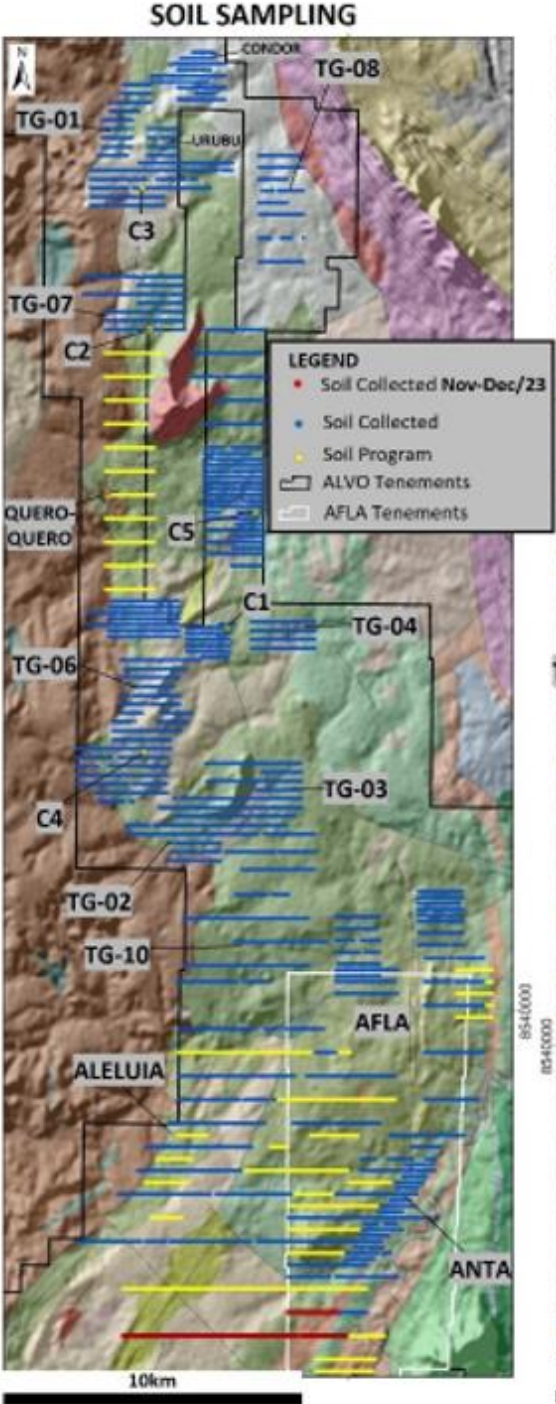 SOIL SAMPLING
N
CONDOR
TG-08
TG-01
URUBU
C3
TG-07
C2
LEGEND
Soil Collected Nov-Dec/23
Soil Collected
Soil Program
ALVO Tenements
AFLA Tenements
QUERO-
QUERO
C5
C1
TG-04
TG-06
TG-03
C4
TG-02
TG-10
AFLA
8540000
8540000
ALELUIA
ANTA
10km